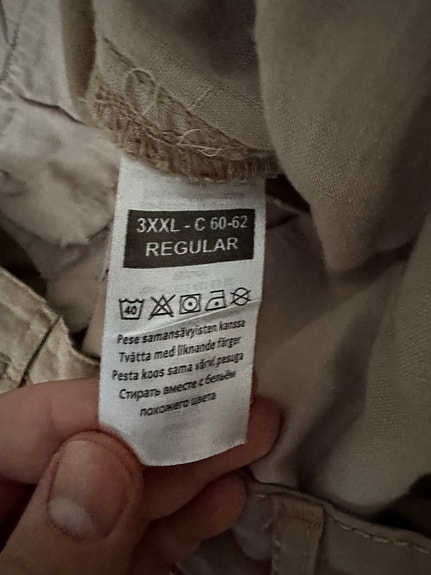 3XXL - C 60-62
REGULAR
40
Pese samansävyisten kanssa
Tvätta med liknande färger
Pesta koos sama värvi pesuga
Стирать вместе с бельём
похожего цвета